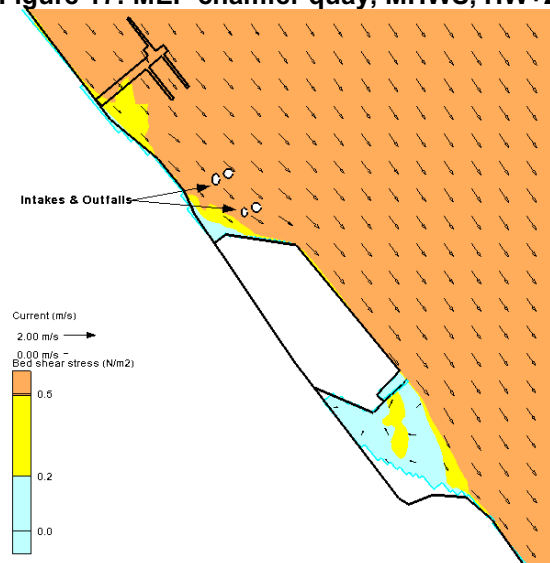 Intakes & Outfalls
Current (m/s)
2.00 m/s
0.00 m/s
Bed shear stress (N/m2)
0.5
0.2
0.0